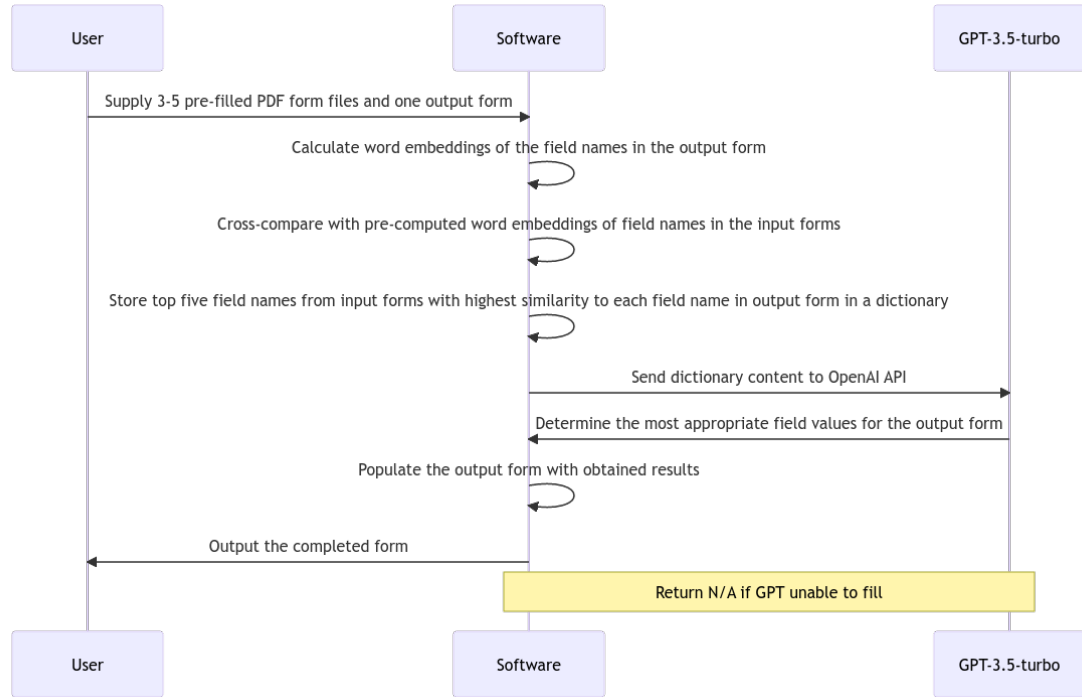 User
Software
GPT-3.5-turbo
Supply 3-5 pre-filled PDF form files and one output form
Calculate word embeddings of the field names in the output form
Cross-compare with pre-computed word embeddings of field names in the input forms
Store top five field names from input forms with highest similarity to each field name in output form in a dictionary
Send dictionary content to OpenAI API
Determine the most appropriate field values for the output form
Populate the output form with obtained results
Output the completed form
Return N/A if GPT unable to fill
User
Software
GPT-3.5-turbo